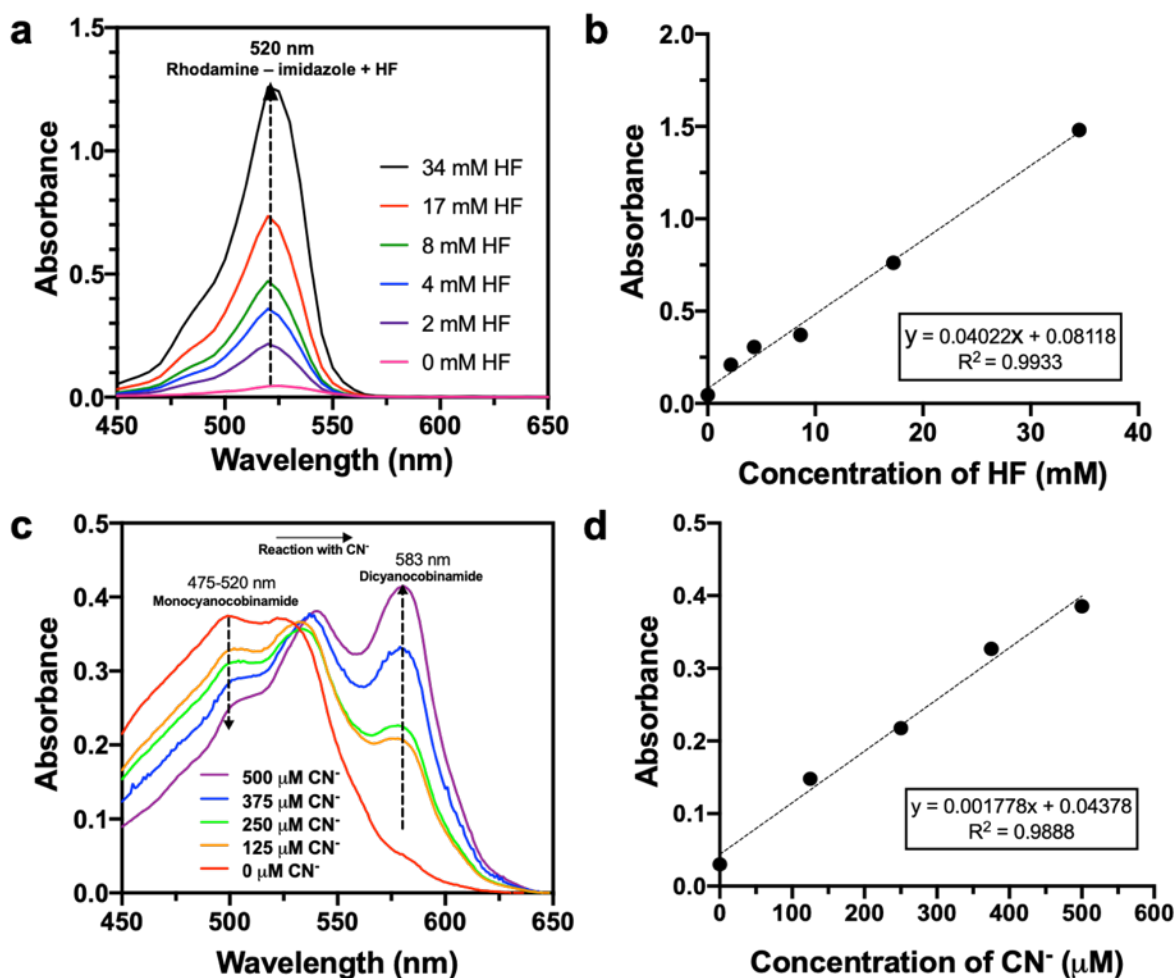 a
1.5
1.0
0.5
0.0
450
500
550
600
650
Absorbance
Wavelength (nm)
520 nm
Rhodamine – imidazole + HF
34 mM HF
17 mM HF
8 mM HF
4 mM HF
2 mM HF
0 mM HF
b
2.0
1.5
1.0
0.5
0.0
0
10
20
30
40
Absorbance
Concentration of HF (mM)
y = 0.04022x + 0.08118
R² = 0.9933
c
0.5
0.4
0.3
0.2
0.1
0.0
450
500
550
600
650
Absorbance
Wavelength (nm)
Reaction with CN⁻
475-520 nm
Monocyanocobinamide
583 nm
Dicyanocobinamide
500 μM CN⁻
375 μM CN⁻
250 μM CN⁻
125 μM CN⁻
0 μM CN⁻
d
0.5
0.4
0.3
0.2
0.1
0.0
0
100
200
300
400
500
600
Absorbance
Concentration of CN⁻ (μM)
y = 0.001778x + 0.04378
R² = 0.9888